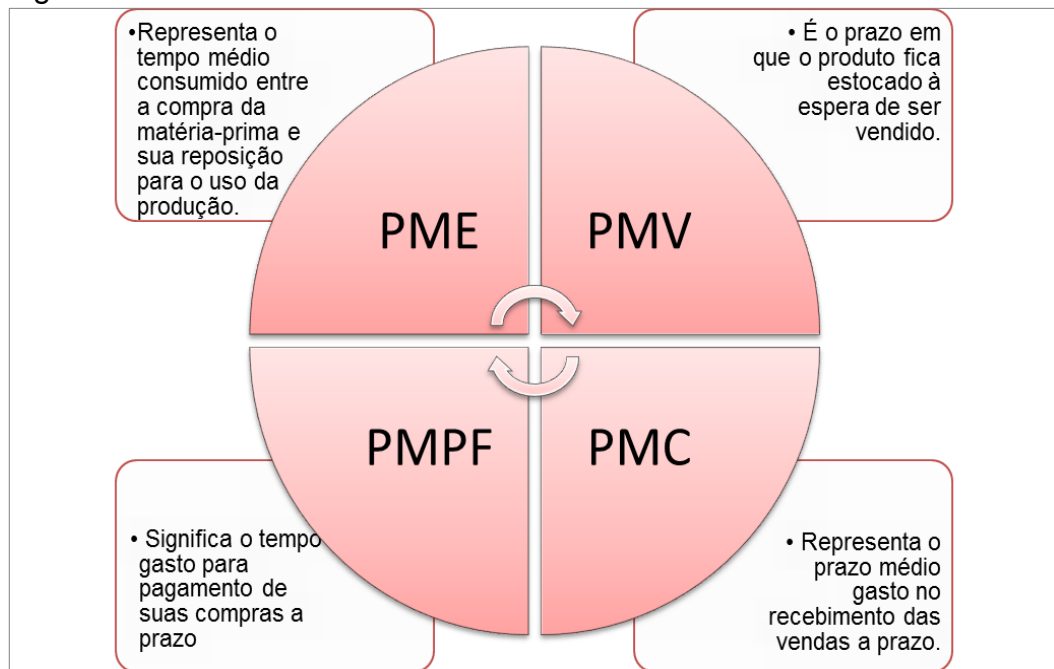 •Representa o
tempo médio
consumido entre
a compra da
matéria-prima e
sua reposição
para o uso da
produção.
• É o prazo em
que o produto fica
estocado à
espera de ser
vendido.
PME
PMV
PMPF
PMC
• Significa o tempo
gasto para
pagamento de
suas compras a
prazo
• Representa o
prazo médio
gasto no
recebimento das
vendas a prazo.